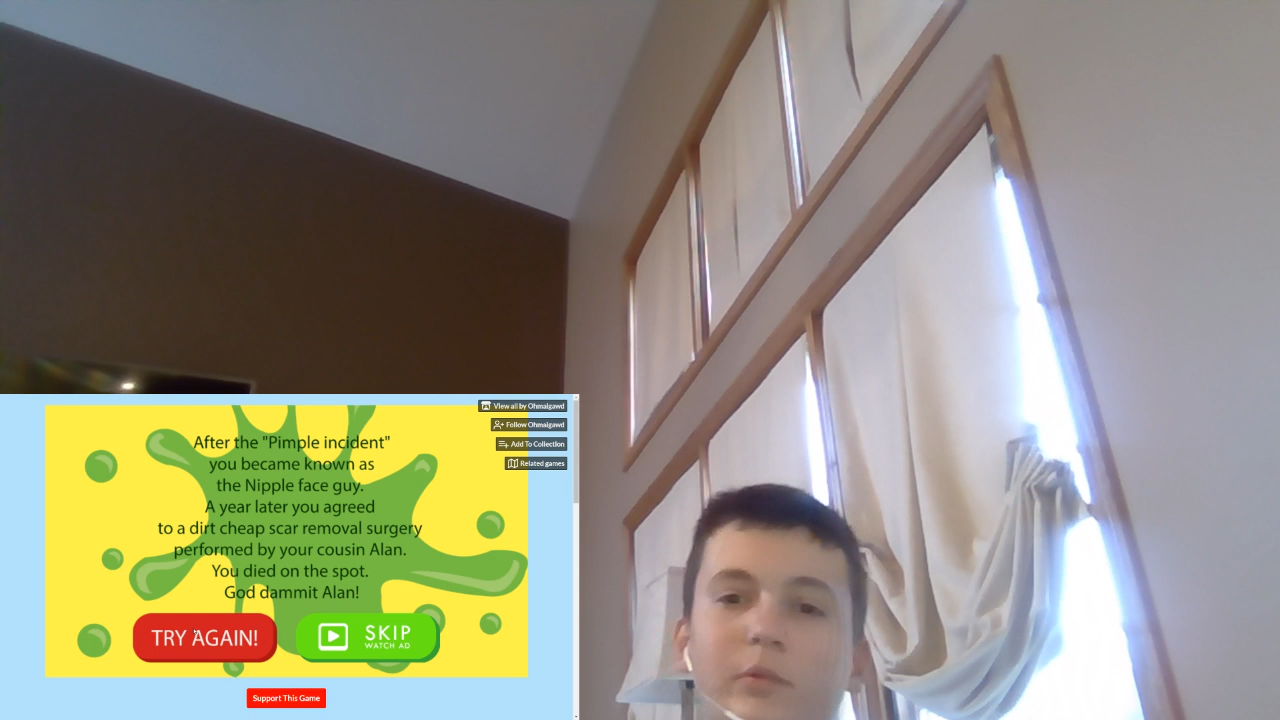 View all by Ohmalgawd
Follow Ohmalgawd
Add To Collection
Related games
After the "Pimple incident"
you became known as
the Nipple face guy.
A year later you agreed
to a dirt cheap scar removal surgery
performed by your cousin Alan.
You died on the spot.
God dammit Alan!
TRY AGAIN!
SKIP
WATCH AD
Support This Game